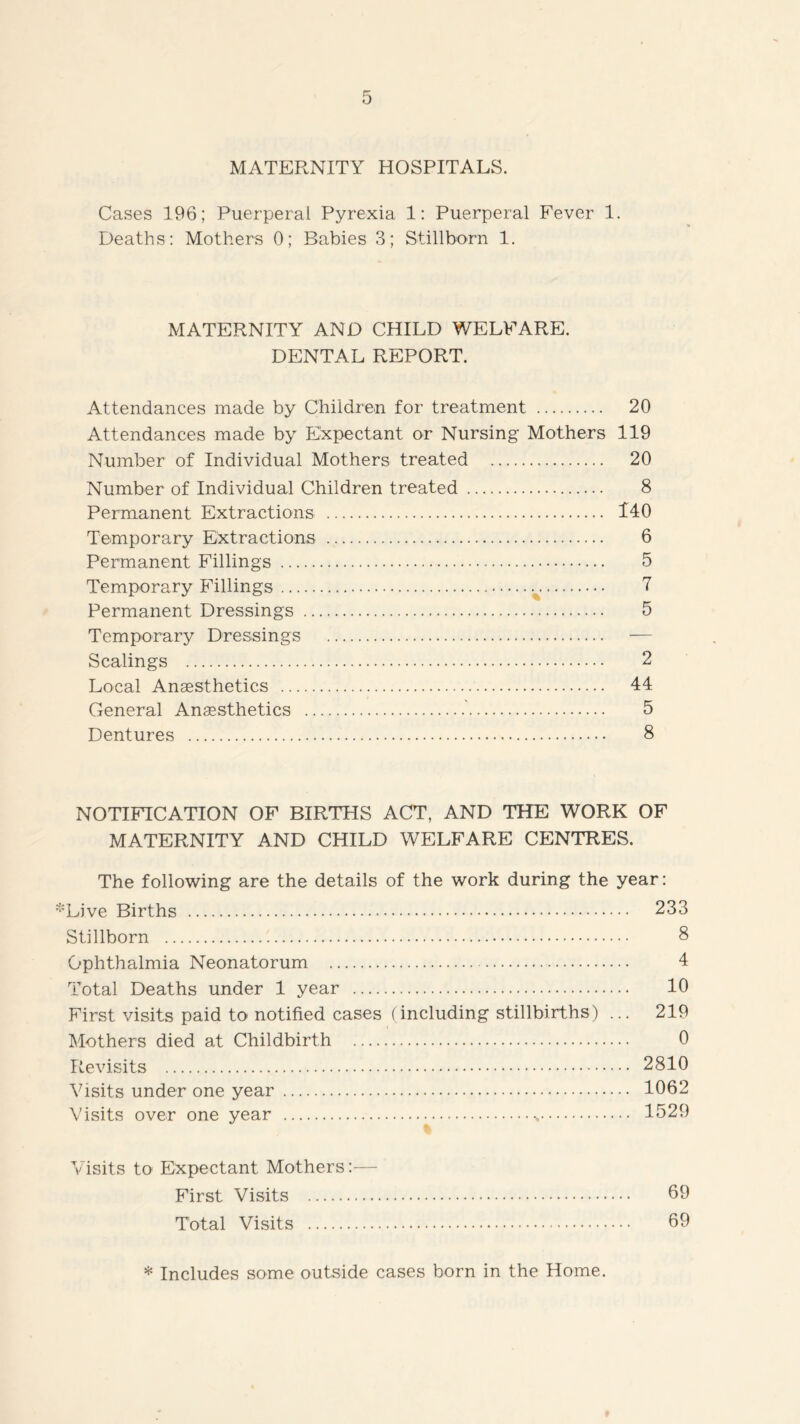 5
MATERNITY HOSPITALS.
Cases 196; Puerperal Pyrexia 1: Puerperal Fever 1.
Deaths: Mothers 0; Babies 3; Stillborn 1.
MATERNITY AND CHILD WELFARE.
DENTAL REPORT.
Attendances made by Children for treatment ......... 20
Attendances made by Expectant or Nursing Mothers 119
Number of Individual Mothers treated ................ 20
Number of Individual Children treated ................... 8
Permanent Extractions ....................................... 140
Temporary Extractions ....................................... 6
Permanent Fillings .............................................. 5
Temporary Fillings .............................................. 7
Permanent Dressings ........................................... 5
Temporary Dressings ....................................... —
Scalings ........................................................... 2
Local Anæsthetics .............................................. 44
General Anæsthetics ........................................... 5
Dentures ........................................................... 8
NOTIFICATION OF BIRTHS ACT, AND THE WORK OF
MATERNITY AND CHILD WELFARE CENTRES.
The following are the details of the work during the year:
*Live Births .............................................................. 233
Stillborn ................................................................. 8
Ophthalmia Neonatorum .......................................... 4
Total Deaths under 1 year ....................................... 10
First visits paid to notified cases (including stillbirths) ... 219
Mothers died at Childbirth ....................................... 0
Revisits ................................................................. 2810
Visits under one year ................................................. 1062
Visits over one year ................................................. 1529
Visits to Expectant Mothers:—
First Visits .............................................. 69
Total Visits .............................................. 69
* Includes some outside cases born in the Home.